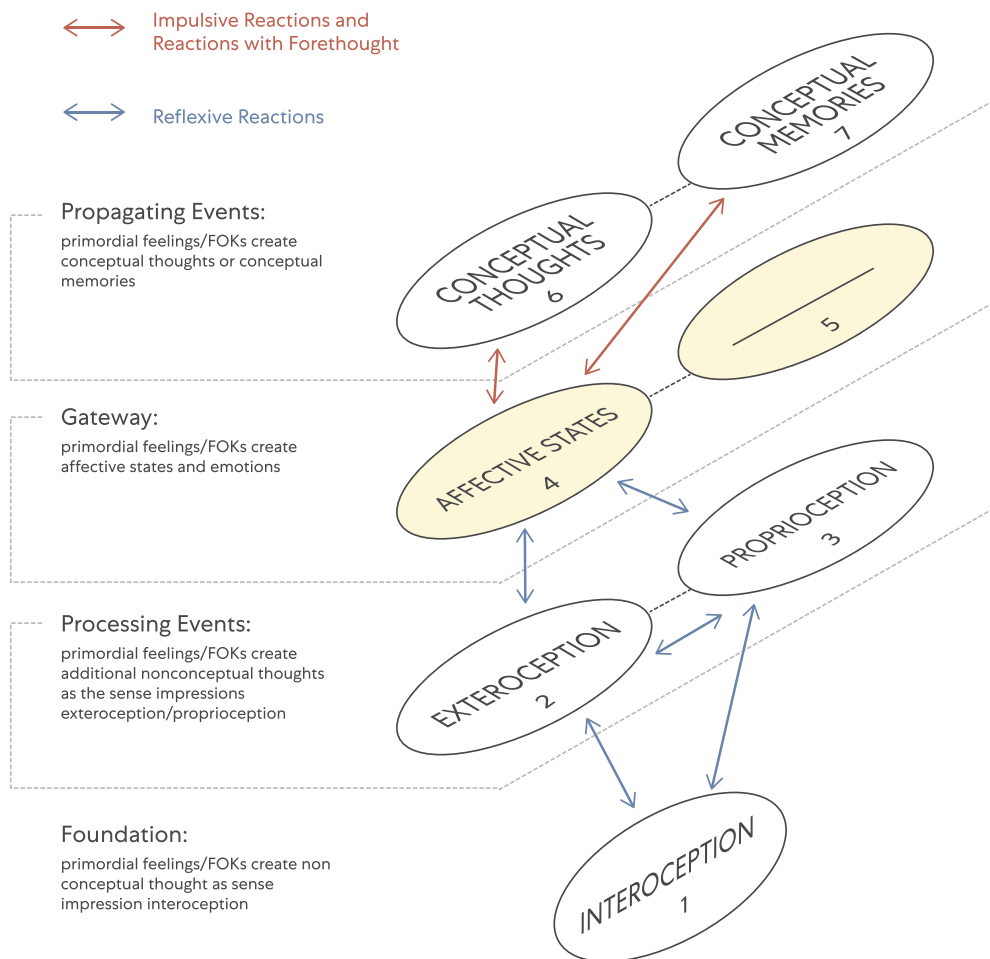 Impulsive Reactions and
Reactions with Forethought
Reflexive Reactions
CONCEPTUAL
MEMORIES
7
Propagating Events:
primordial feelings/FOKs create
conceptual thoughts or conceptual
memories
CONCEPTUAL
THOUGHTS
6
5
Gateway:
primordial feelings/FOKs create
affective states and emotions
AFFECTIVE STATES
4
PROPRIOCEPTION
3
Processing Events:
primordial feelings/FOKs create
additional nonconceptual thoughts
as the sense impressions
exteroception/proprioception
EXTEROCEPTION
2
Foundation:
primordial feelings/FOKs create non
conceptual thought as sense
impression interoception
INTEROCEPTION
1